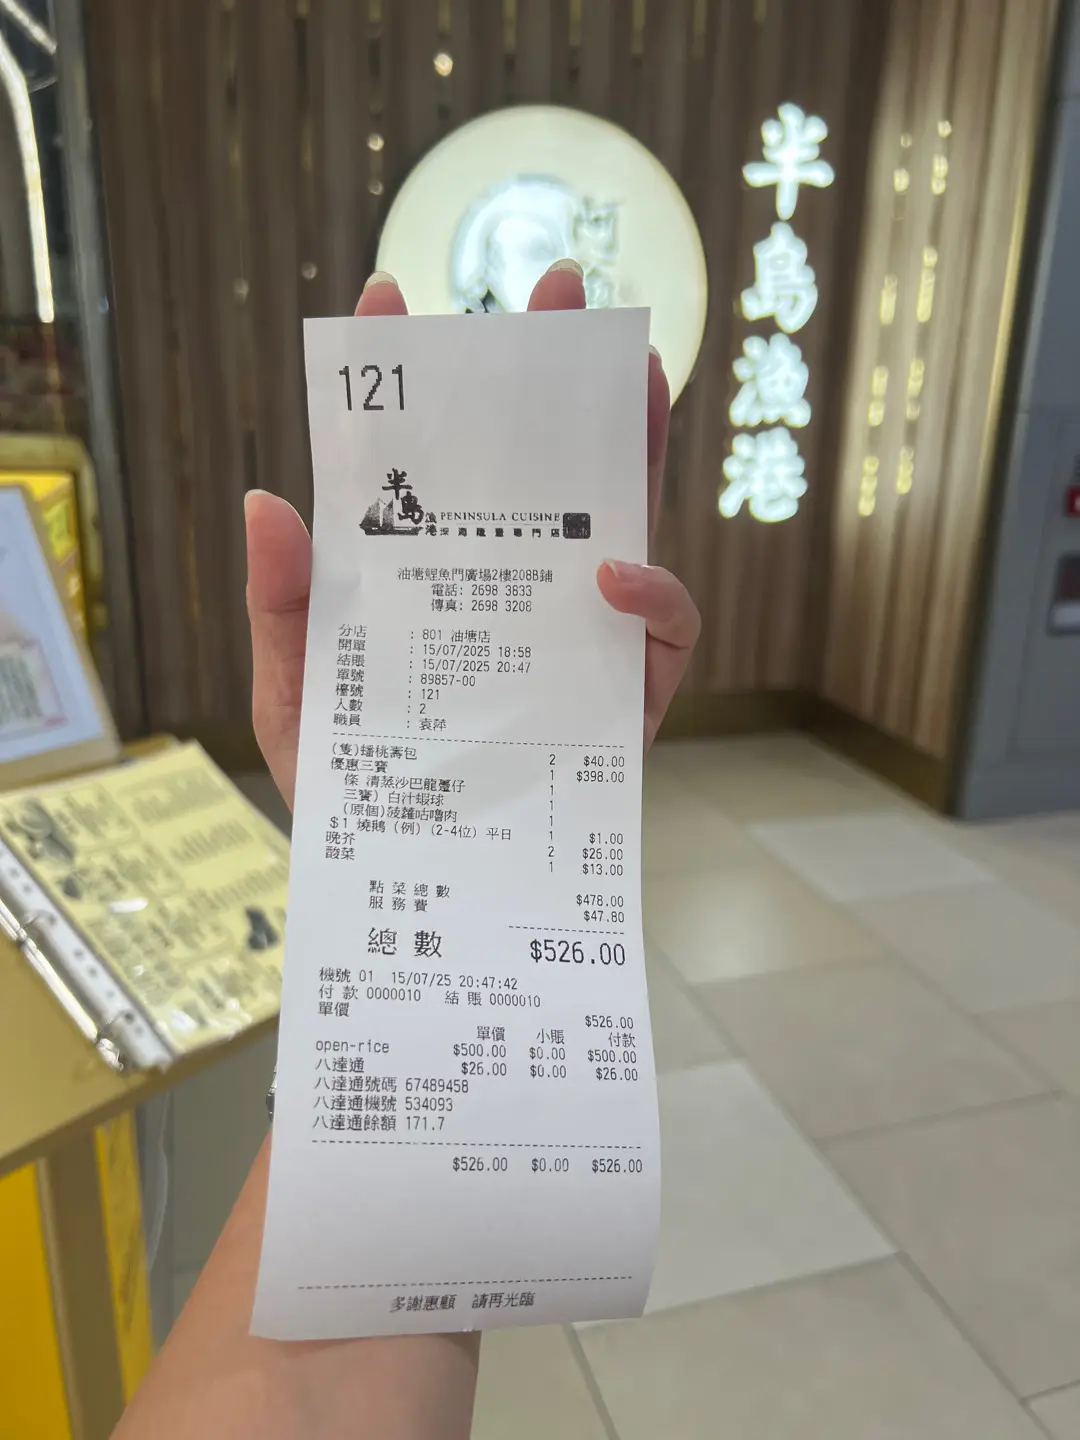 半島漁港
121
半島漁港 PENINSULA CUISINE
深海龍躉專門店
油塘鯉魚門廣場2樓208B鋪
電話: 2698 3833
傳真: 2698 3208
分店 : 801 油塘店
開單 : 15/07/2025 18:58
結賬 : 15/07/2025 20:47
單號 : 89857-00
檯號 : 121
人數 : 2
職員 : 袁萍
(隻)蟠桃壽包 2 $40.00
優惠三寶 1 $398.00
條 清蒸沙巴龍躉仔 1
三寶) 白汁蝦球 1
(原個)菠蘿咕嚕肉 1
$1 燒鵝 (例) (2-4位) 平日 1 $1.00
晚芥 2 $26.00
酸菜 1 $13.00
點菜總數 $478.00
服務費 $47.80
總數 $526.00
機號 01 15/07/25 20:47:42
付款 0000010 結賬 0000010
單價 $526.00
單價 小賬 付款
open-rice $500.00 $0.00 $500.00
八達通 $26.00 $0.00 $26.00
八達通號碼 67489458
八達通機號 534093
八達通餘額 171.7
$526.00 $0.00 $526.00
多謝惠顧 請再光臨